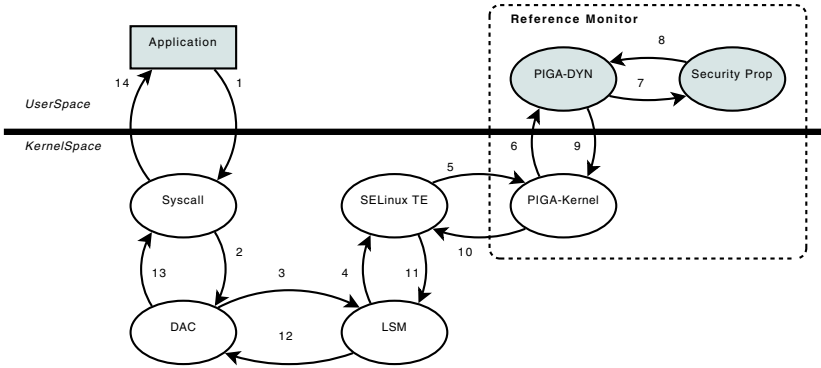 Reference Monitor
Application
8
PIGA-DYN
Security Prop
14
1
7
UserSpace
KernelSpace
6
9
5
Syscall
SELinux TE
PIGA-Kernel
2
10
13
3
4
11
DAC
LSM
12